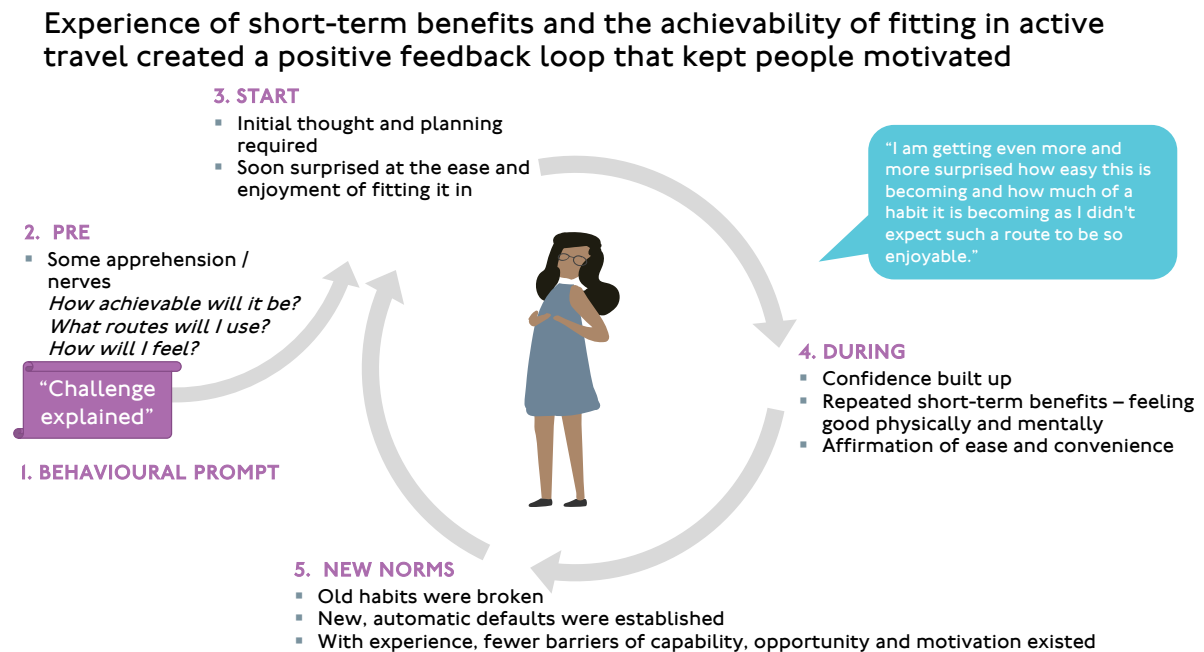 Experience of short-term benefits and the achievability of fitting in active
travel created a positive feedback loop that kept people motivated
3. START
▪ Initial thought and planning
required
▪ Soon surprised at the ease and
enjoyment of fitting it in
“I am getting even more and
more surprised how easy this is
becoming and how much of a
habit it is becoming as I didn't
expect such a route to be so
enjoyable.”
2. PRE
▪ Some apprehension /
nerves
How achievable will it be?
What routes will I use?
How will I feel?
“Challenge
explained”
1. BEHAVIOURAL PROMPT
4. DURING
▪ Confidence built up
▪ Repeated short-term benefits – feeling
good physically and mentally
▪ Affirmation of ease and convenience
5. NEW NORMS
▪ Old habits were broken
▪ New, automatic defaults were established
▪ With experience, fewer barriers of capability, opportunity and motivation existed